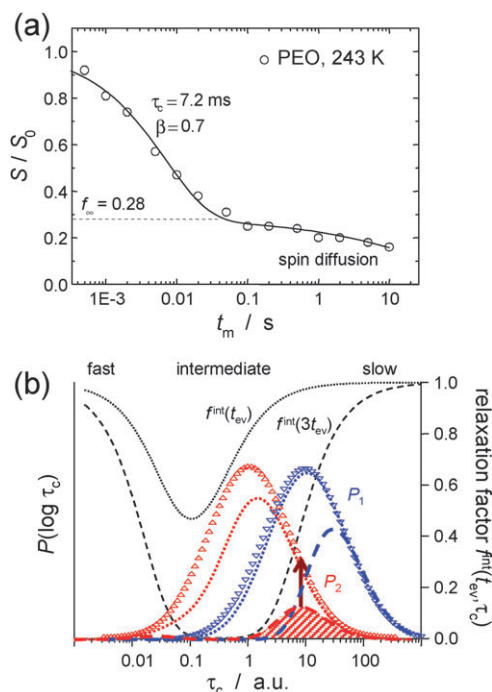 (a)
PEO, 243 K
τc = 7.2 ms
β = 0.7
f∞ = 0.28
spin diffusion
S / S0
1.0
0.8
0.6
0.4
0.2
0.0
1E-3 0.01 0.1 1 10
tm / s
(b)
fast intermediate slow
f^int(tev)
f^int(3tev)
P1
P2
P(log τc)
relaxation factor f^int(tev,τc)
1.0
0.8
0.6
0.4
0.2
0.0
0.01 0.1 1 10 100
τc / a.u.